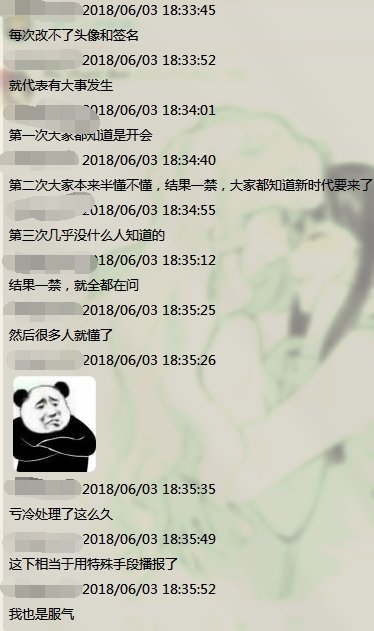 2018/06/03 18:33:45
每次改不了头像和签名
2018/06/03 18:33:52
就代表有大事发生
2018/06/03 18:34:01
第一次大家都知道是开会
2018/06/03 18:34:40
第二次大家本来半懂不懂，结果一禁，大家都知道新时代要来了
2018/06/03 18:34:55
第三次几乎没什么人知道的
2018/06/03 18:35:12
结果一禁，就全都在问
2018/06/03 18:35:25
然后很多人就懂了
2018/06/03 18:35:26
2018/06/03 18:35:35
亏冷处理了这么久
2018/06/03 18:35:49
这下相当于用特殊手段播报了
2018/06/03 18:35:52
我也是服气